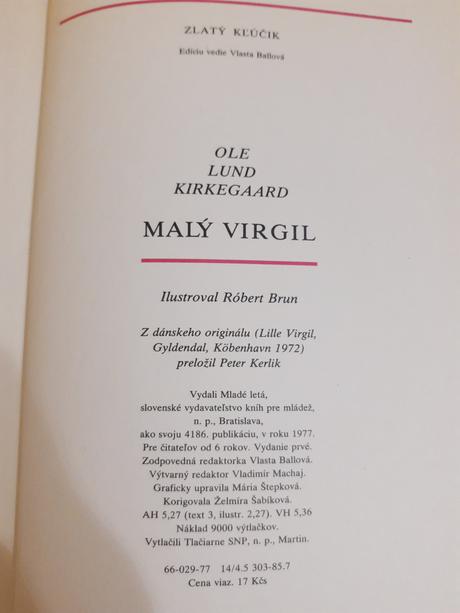 ZLATÝ KĽÚČIK
Edíciu vedie Vlasta Ballová
OLE
LUND
KIRKEGAARD
MALÝ VIRGIL
Ilustroval Róbert Brun
Z dánskeho originálu (Lille Virgil,
Gyldendal, Köbenhavn 1972)
preložil Peter Kerlik
Vydali Mladé letá,
slovenské vydavateľstvo kníh pre mládež,
n. p., Bratislava,
ako svoju 4186. publikáciu, v roku 1977.
Pre čitateľov od 6 rokov. Vydanie prvé.
Zodpovedná redaktorka Vlasta Ballová.
Výtvarný redaktor Vladimír Machaj.
Graficky upravila Mária Štepková.
Korigovala Želmíra Šabíková.
AH 5,27 (text 3, ilustr. 2,27). VH 5,36
Náklad 9000 výtlačkov.
Vytlačili Tlačiarne SNP, n. p., Martin.
66-029-77 14/4.5 303-85.7
Cena viaz. 17 Kčs